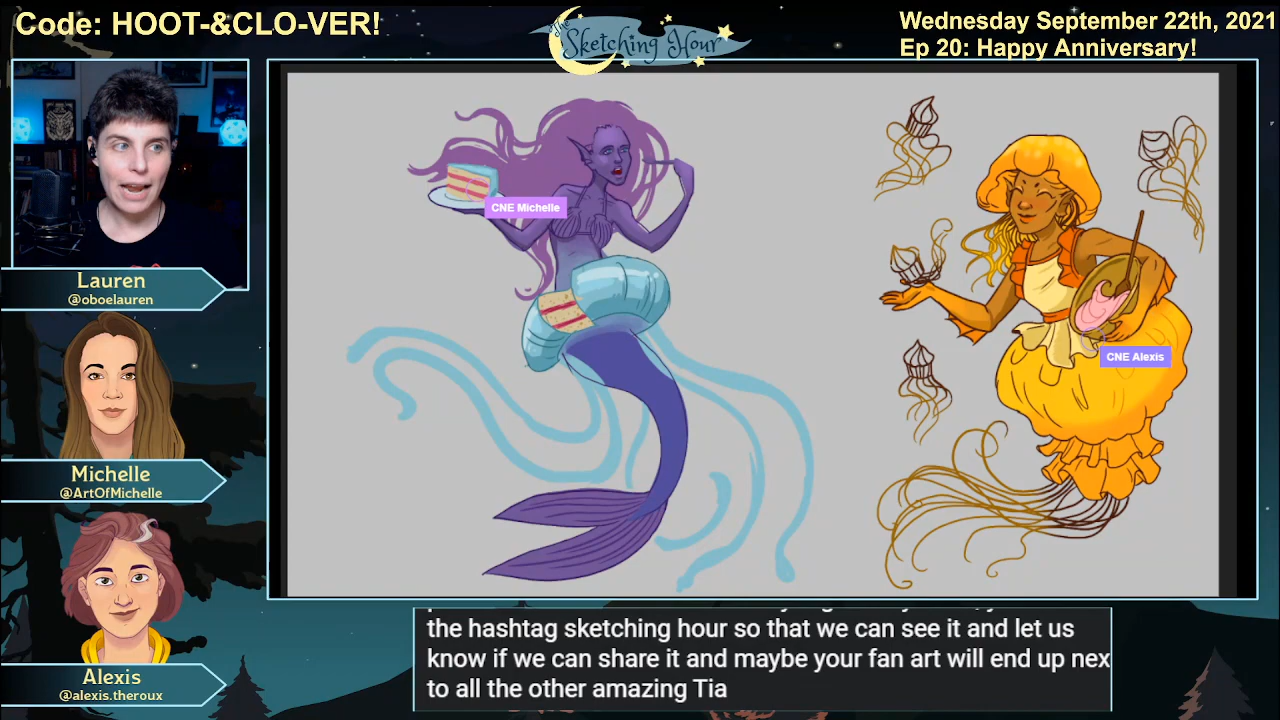 Code: HOOT-&CLO-VER!
The
Sketching Hour
Wednesday September 22th, 2021
Ep 20: Happy Anniversary!
CNE Michelle
CNE Alexis
Lauren
@oboelauren
Michelle
@ArtOfMichelle
Alexis
@alexis.theroux
the hashtag sketching hour so that we can see it and let us
know if we can share it and maybe your fan art will end up nex
to all the other amazing Tia